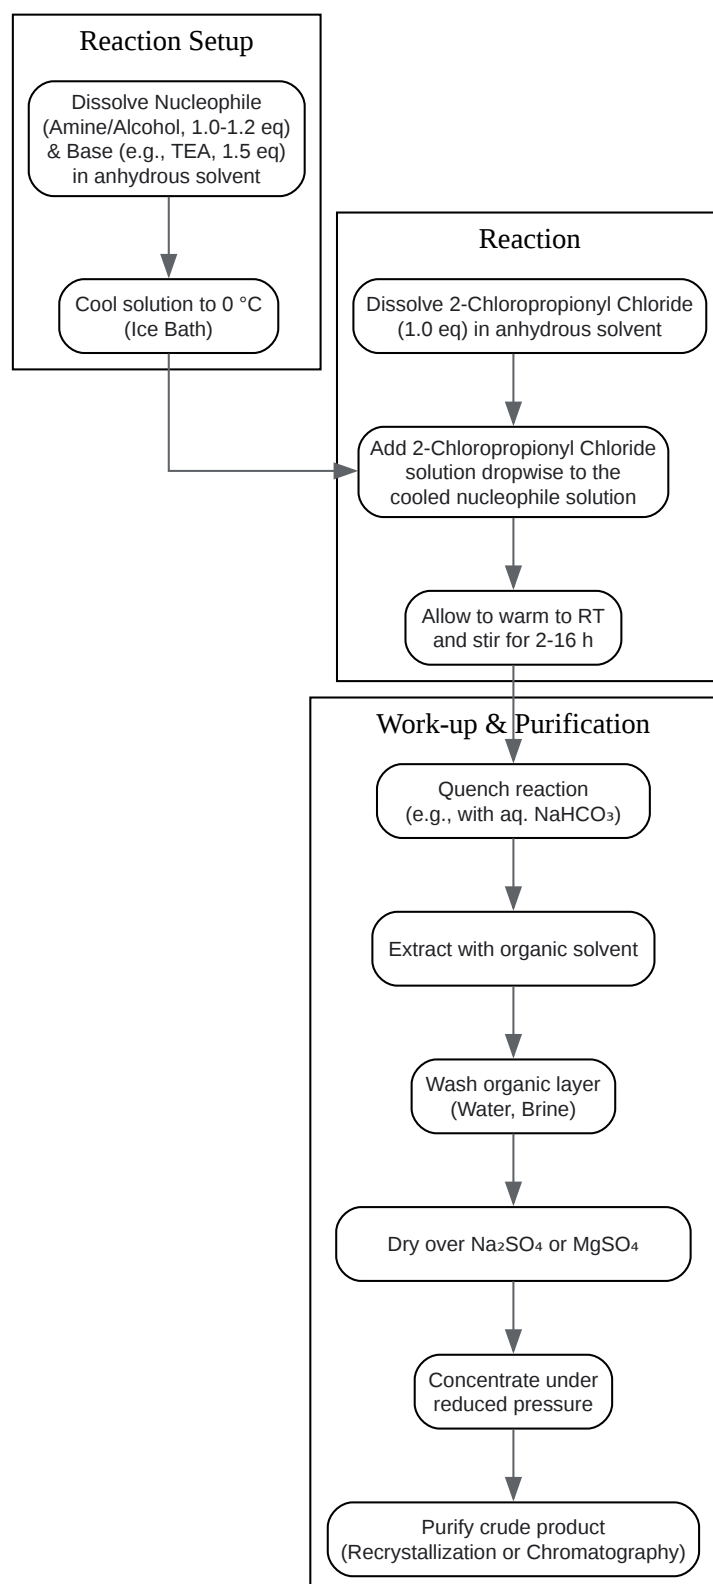 Reaction Setup
Dissolve Nucleophile
(Amine/Alcohol, 1.0-1.2 eq)
& Base (e.g., TEA, 1.5 eq)
in anhydrous solvent
Cool solution to 0 °C
(Ice Bath)
Reaction
Dissolve 2-Chloropropionyl Chloride
(1.0 eq) in anhydrous solvent
Add 2-Chloropropionyl Chloride
solution dropwise to the
cooled nucleophile solution
Allow to warm to RT
and stir for 2-16 h
Work-up & Purification
Quench reaction
(e.g., with aq. NaHCO₃)
Extract with organic solvent
Wash organic layer
(Water, Brine)
Dry over Na₂SO₄ or MgSO₄
Concentrate under
reduced pressure
Purify crude product
(Recrystallization or Chromatography)